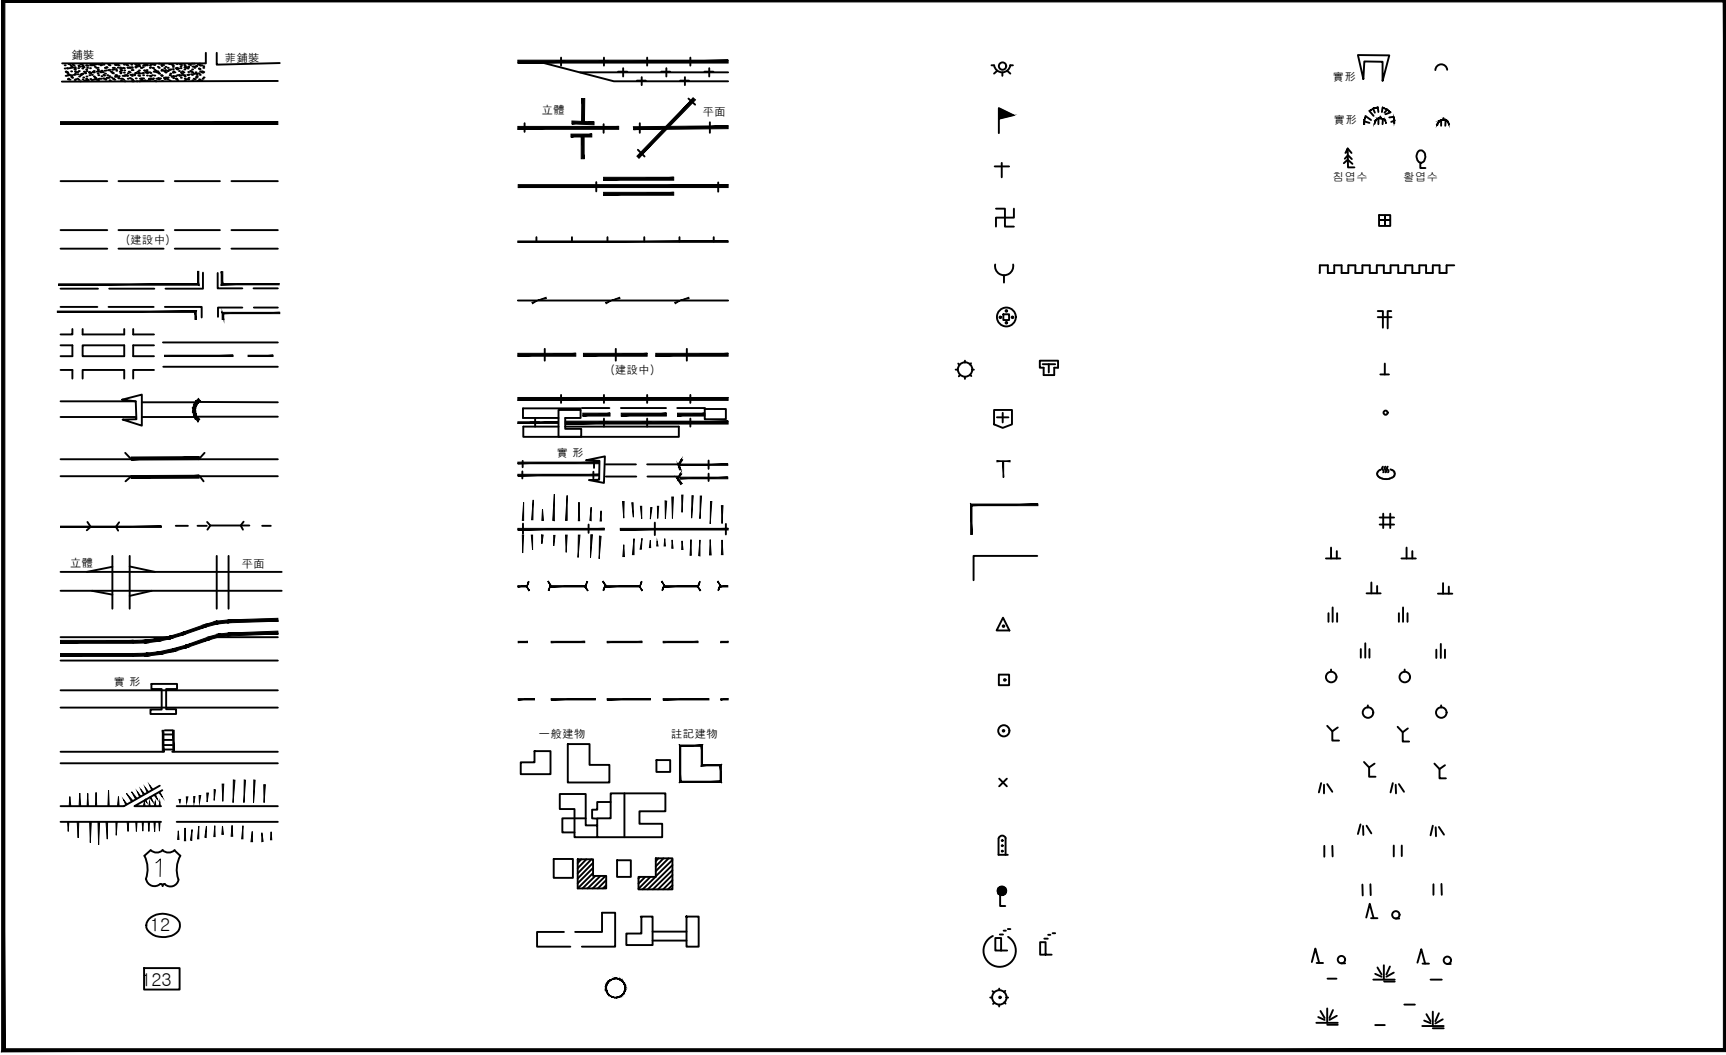 鋪裝
非鋪裝
(建設中)
立體
平面
實 形
1
12
123
立體
平面
(建設中)
實 形
一般建物
註記建物
實形
實形
침엽수
활엽수